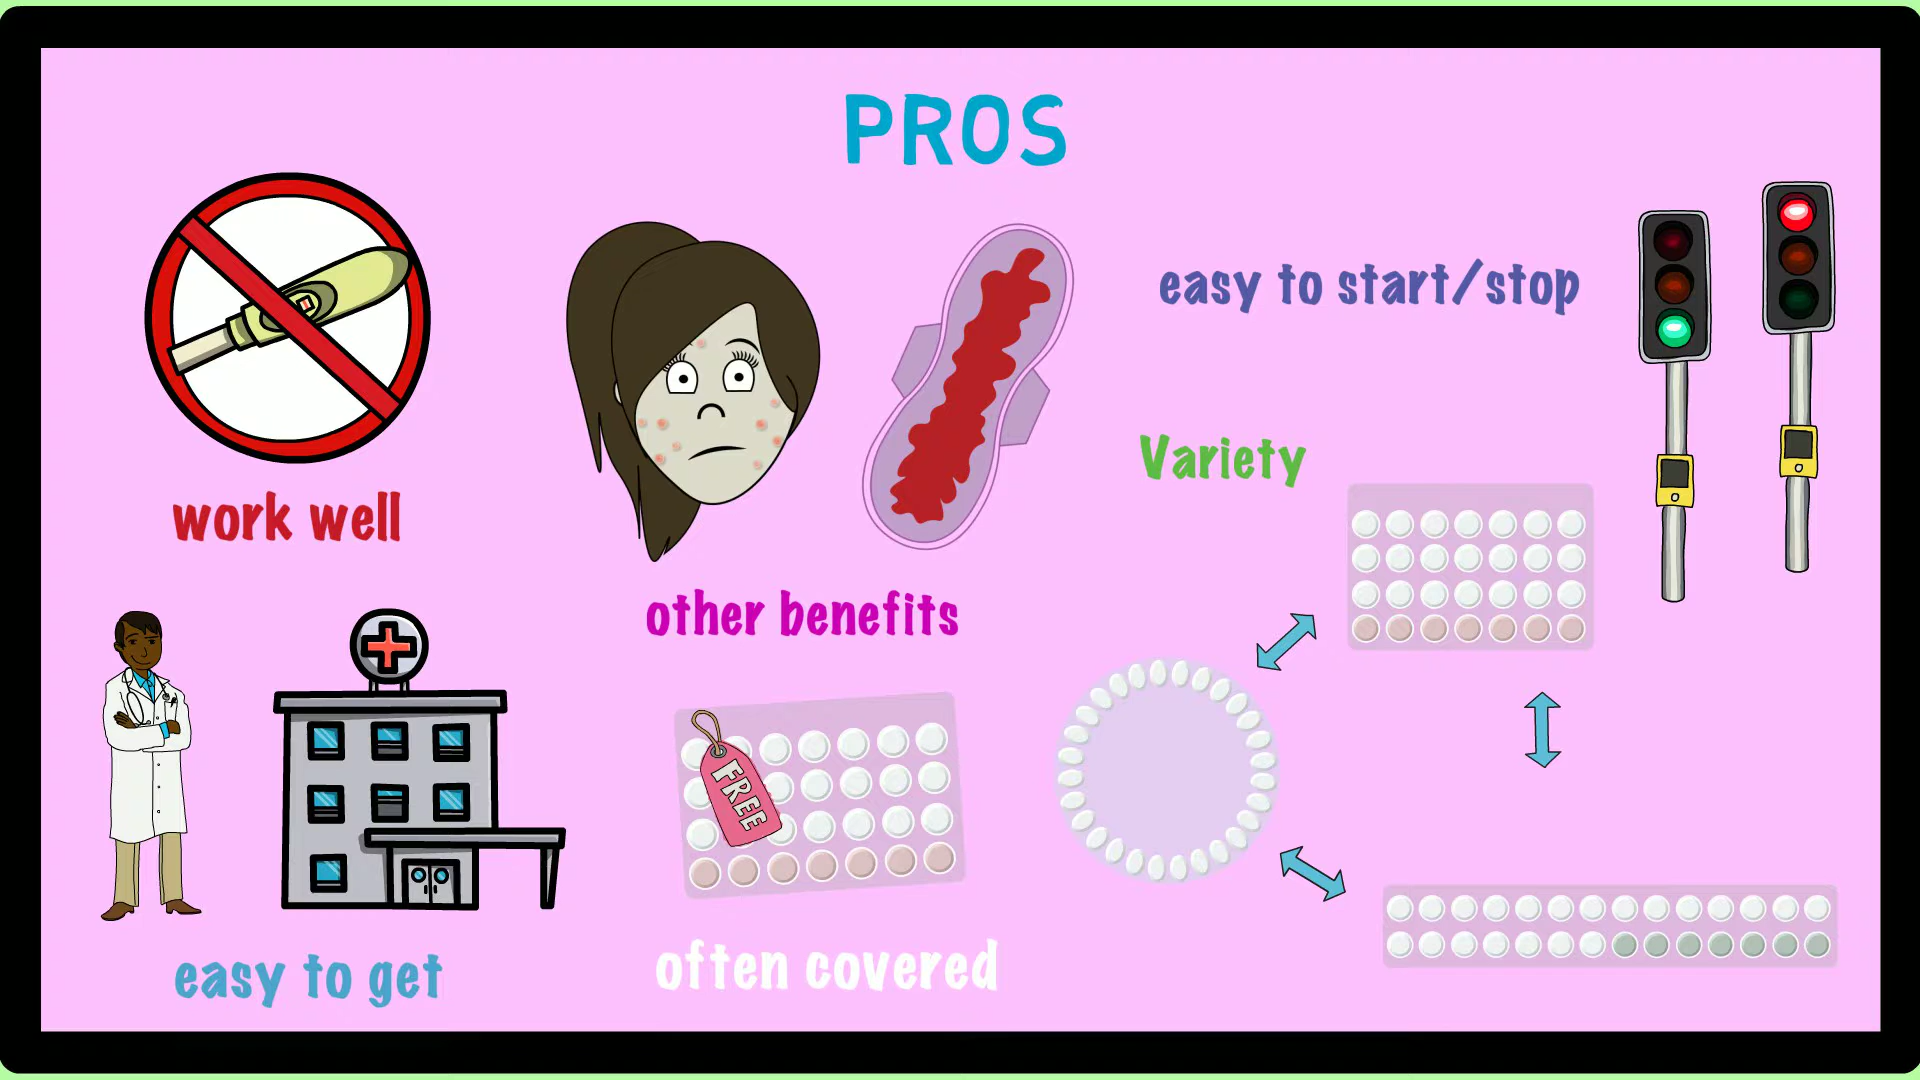 PROS
work well
other benefits
easy to start/stop
Variety
easy to get
FREE
often covered